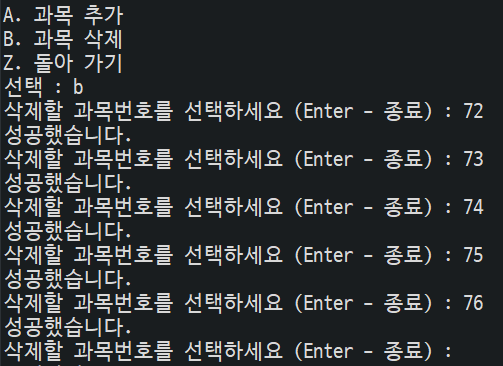 A. 과목 추가
B. 과목 삭제
Z. 돌아 가기
선택 : b
삭제할 과목번호를 선택하세요 (Enter - 종료) : 72
성공했습니다.
삭제할 과목번호를 선택하세요 (Enter - 종료) : 73
성공했습니다.
삭제할 과목번호를 선택하세요 (Enter - 종료) : 74
성공했습니다.
삭제할 과목번호를 선택하세요 (Enter - 종료) : 75
성공했습니다.
삭제할 과목번호를 선택하세요 (Enter - 종료) : 76
성공했습니다.
삭제할 과목번호를 선택하세요 (Enter - 종료) :